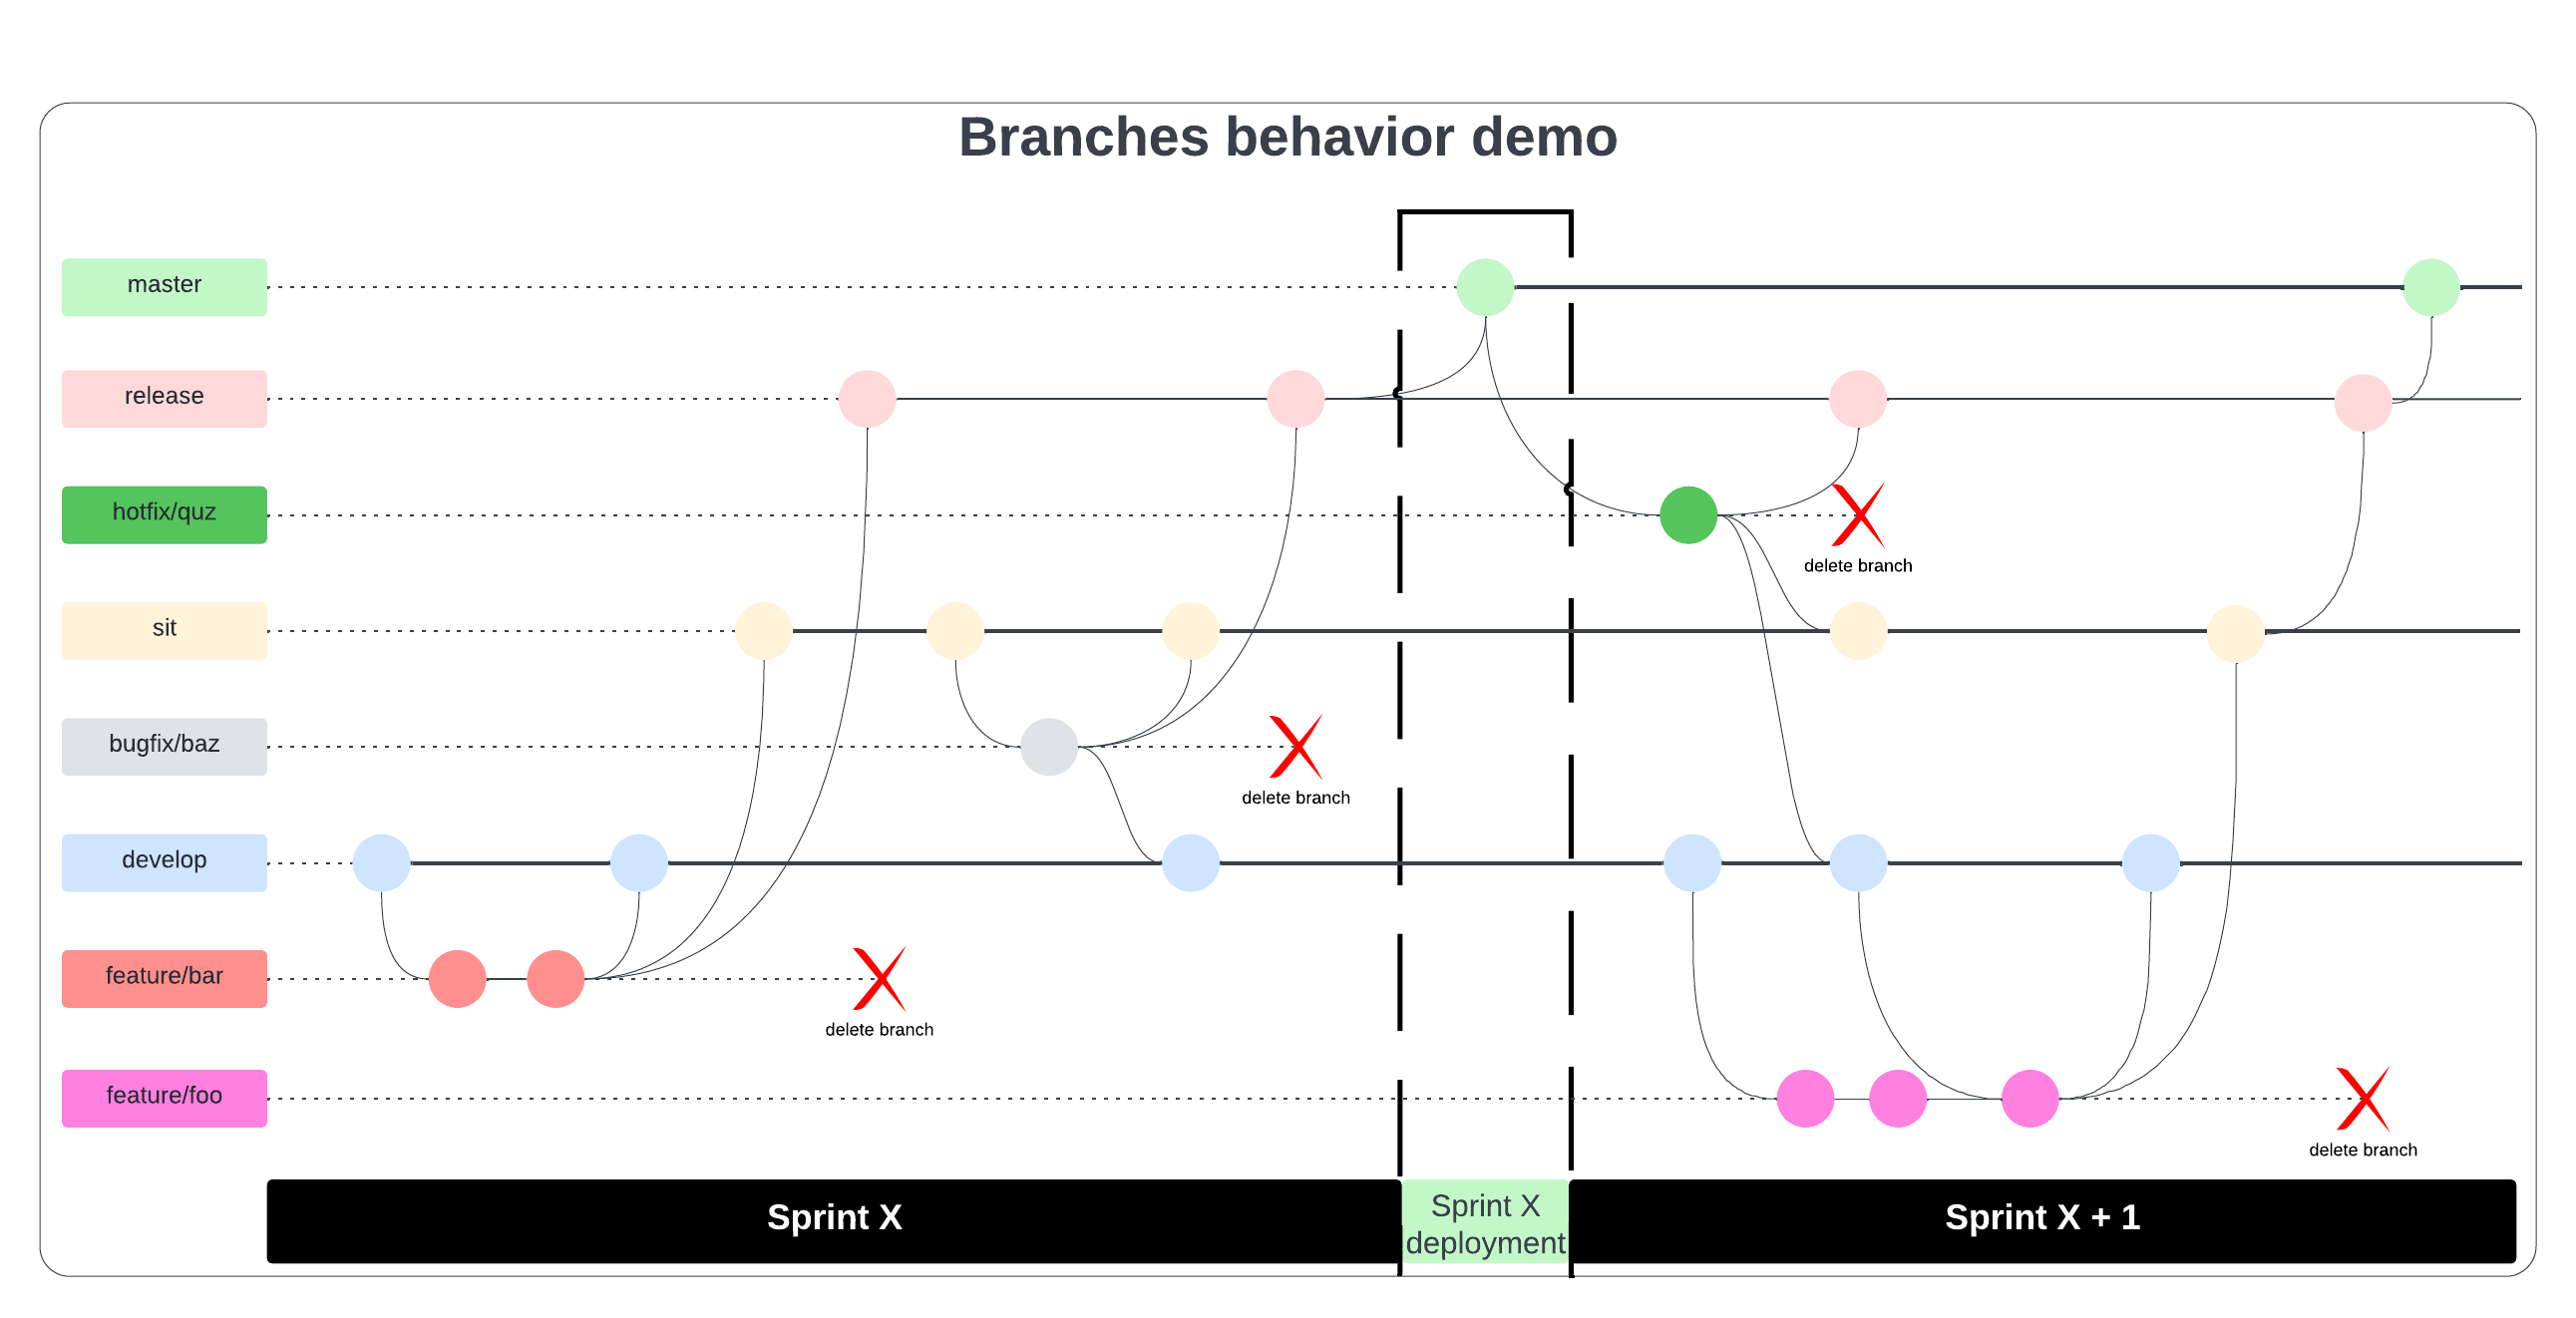 Branches behavior demo
master
release
hotfix/quz
delete branch
sit
bugfix/baz
delete branch
develop
feature/bar
delete branch
feature/foo
delete branch
Sprint X
Sprint X
deployment
Sprint X + 1